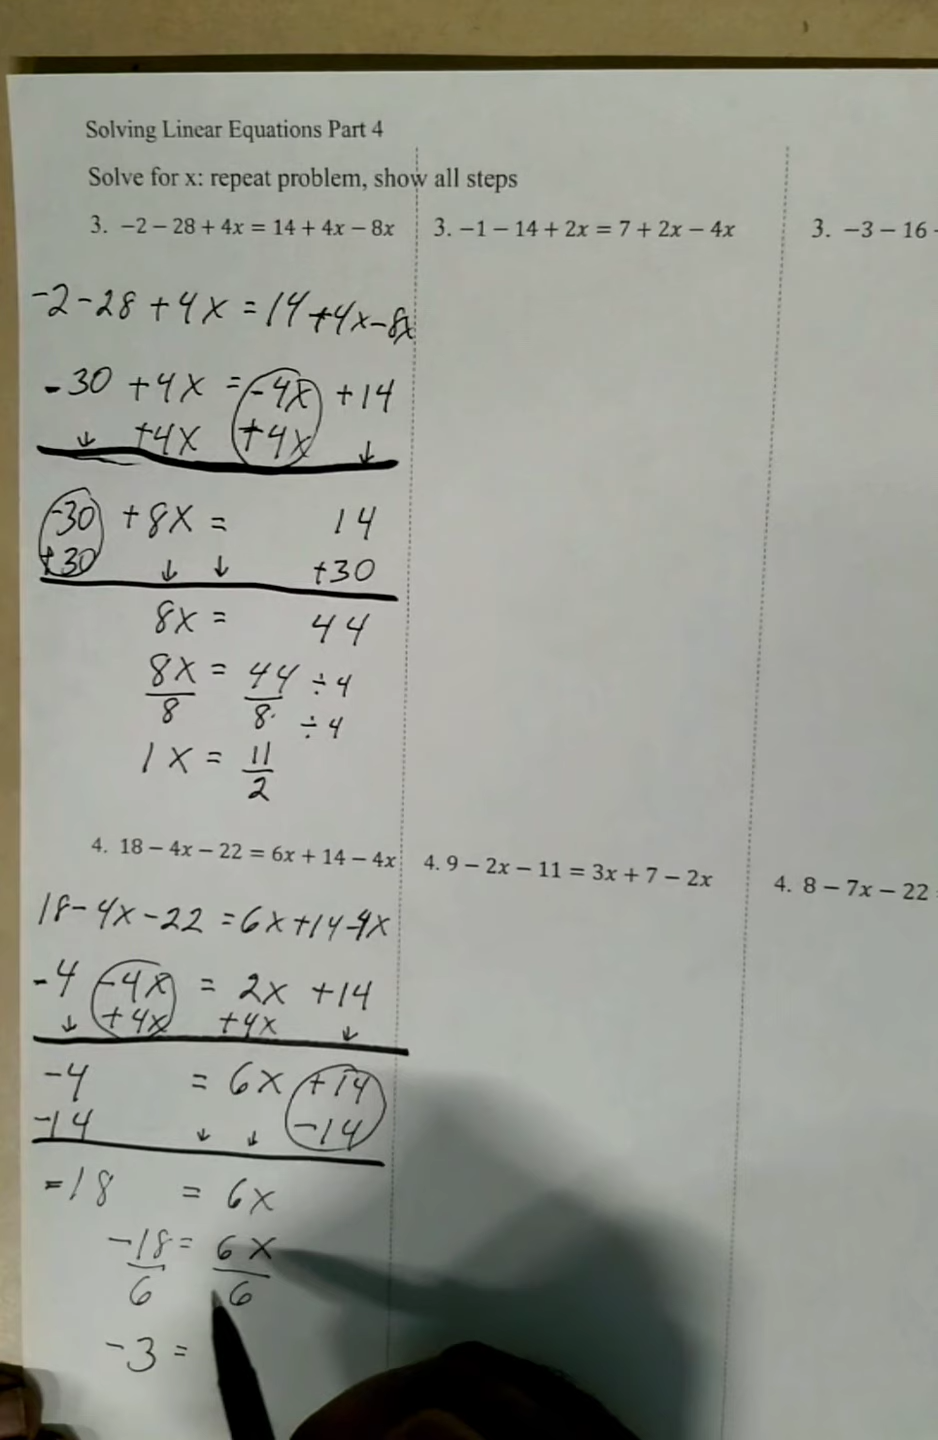 Solving Linear Equations Part 4
Solve for x: repeat problem, show all steps
3. −2 − 28 + 4x = 14 + 4x − 8x
3. −1 − 14 + 2x = 7 + 2x − 4x
3. −3 − 16
-2 -28 + 4x = 14 + 4x - 8x
-30 + 4x = -4x + 14
↓ +4x +4x ↓
-30 + 8x = 14
+30 ↓ ↓ +30
8x = 44
8x = 44 ÷ 4
8 8 ÷ 4
1x = 11
2
4. 18 − 4x − 22 = 6x + 14 − 4x
4. 9 − 2x − 11 = 3x + 7 − 2x
4. 8 − 7x − 22
18 - 4x - 22 = 6x + 14 - 4x
-4 -4x = 2x + 14
↓ +4x +4x ↓
-4 = 6x + 14
-14 ↓ ↓ -14
-18 = 6x
-18 = 6x
6 6
-3 =